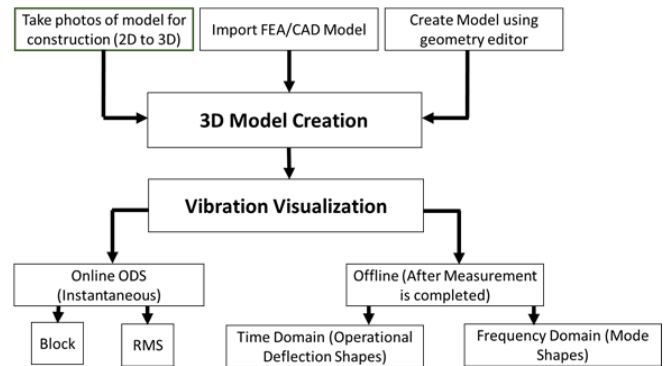 Take photos of model for
construction (2D to 3D)
Import FEA/CAD Model
Create Model using
geometry editor
3D Model Creation
Vibration Visualization
Online ODS
(Instantaneous)
Offline (After Measurement
is completed)
Block
RMS
Time Domain (Operational
Deflection Shapes)
Frequency Domain (Mode
Shapes)